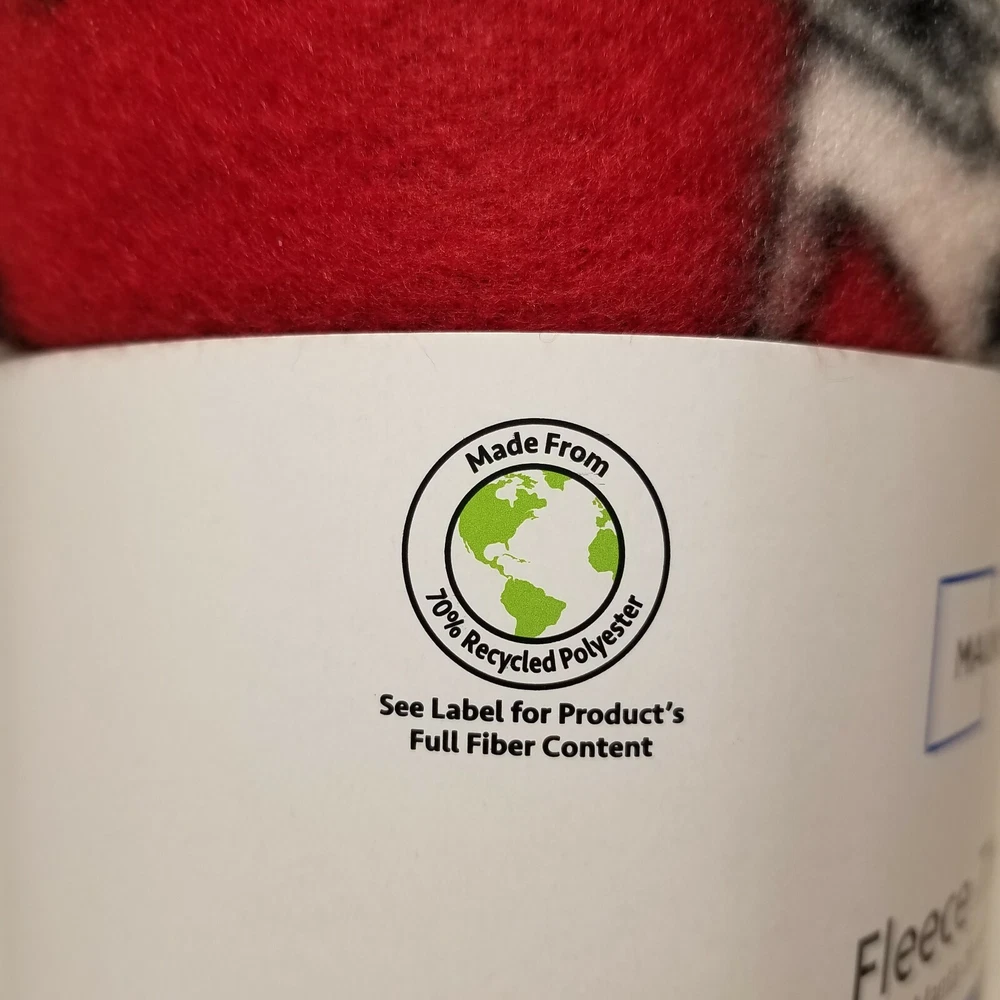 Made From
70% Recycled Polyester
See Label for Product's
Full Fiber Content
Fleece